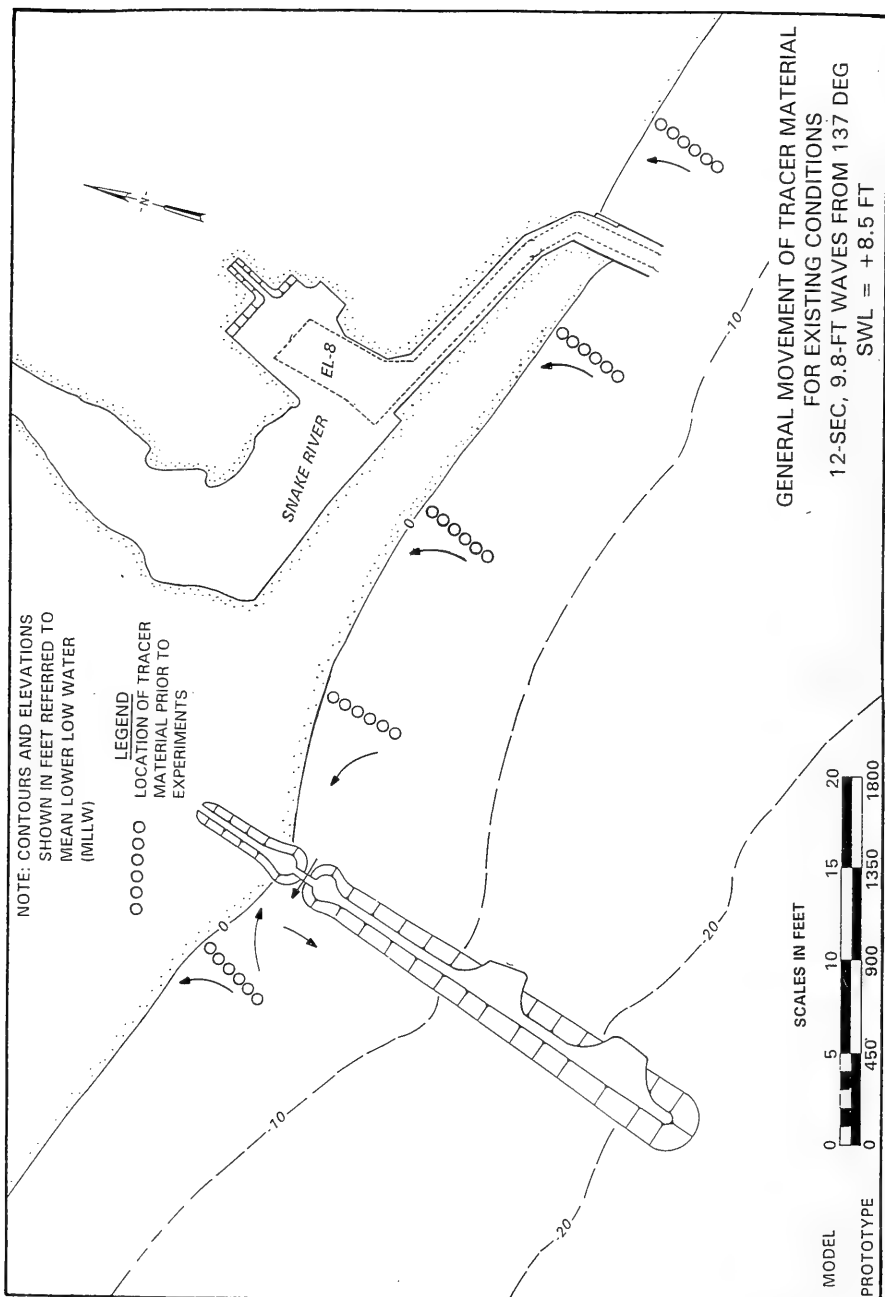 NOTE: CONTOURS AND ELEVATIONS
SHOWN IN FEET REFERRED TO
MEAN LOWER LOW WATER
(MLLW)
LEGEND
LOCATION OF TRACER
MATERIAL PRIOR TO
EXPERIMENTS
-N-
SNAKE RIVER
EL-8
0
0
-10
-10
-20
-20
SCALES IN FEET
MODEL
0 5 10 15 20
PROTOTYPE
0 450 900 1350 1800
GENERAL MOVEMENT OF TRACER MATERIAL
FOR EXISTING CONDITIONS
12-SEC, 9.8-FT WAVES FROM 137 DEG
SWL = +8.5 FT